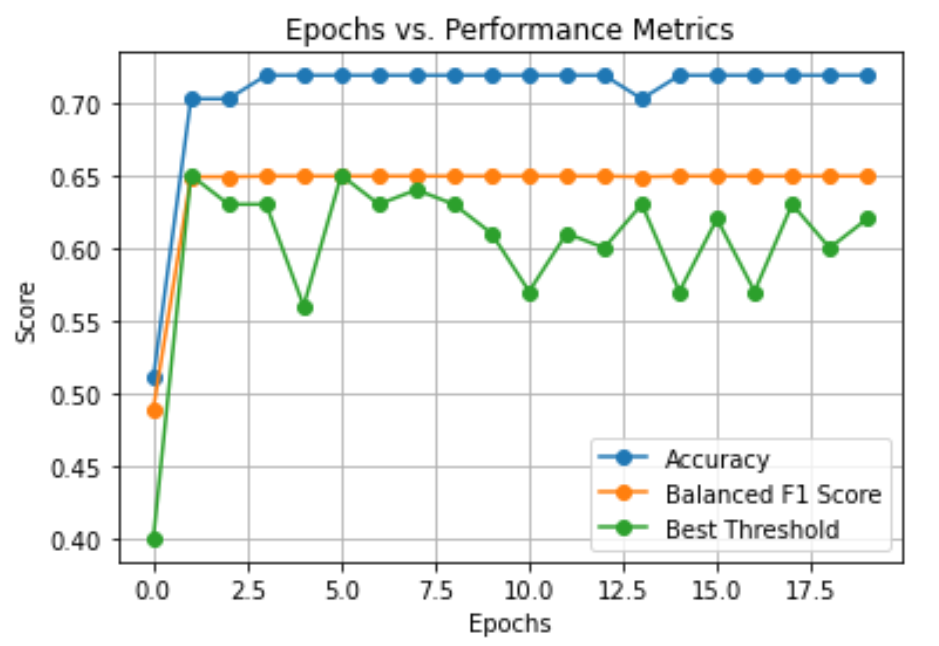 Epochs vs. Performance Metrics
0.70
0.65
0.60
0.55
0.50
0.45
0.40
Score
Accuracy
Balanced F1 Score
Best Threshold
0.0 2.5 5.0 7.5 10.0 12.5 15.0 17.5
Epochs